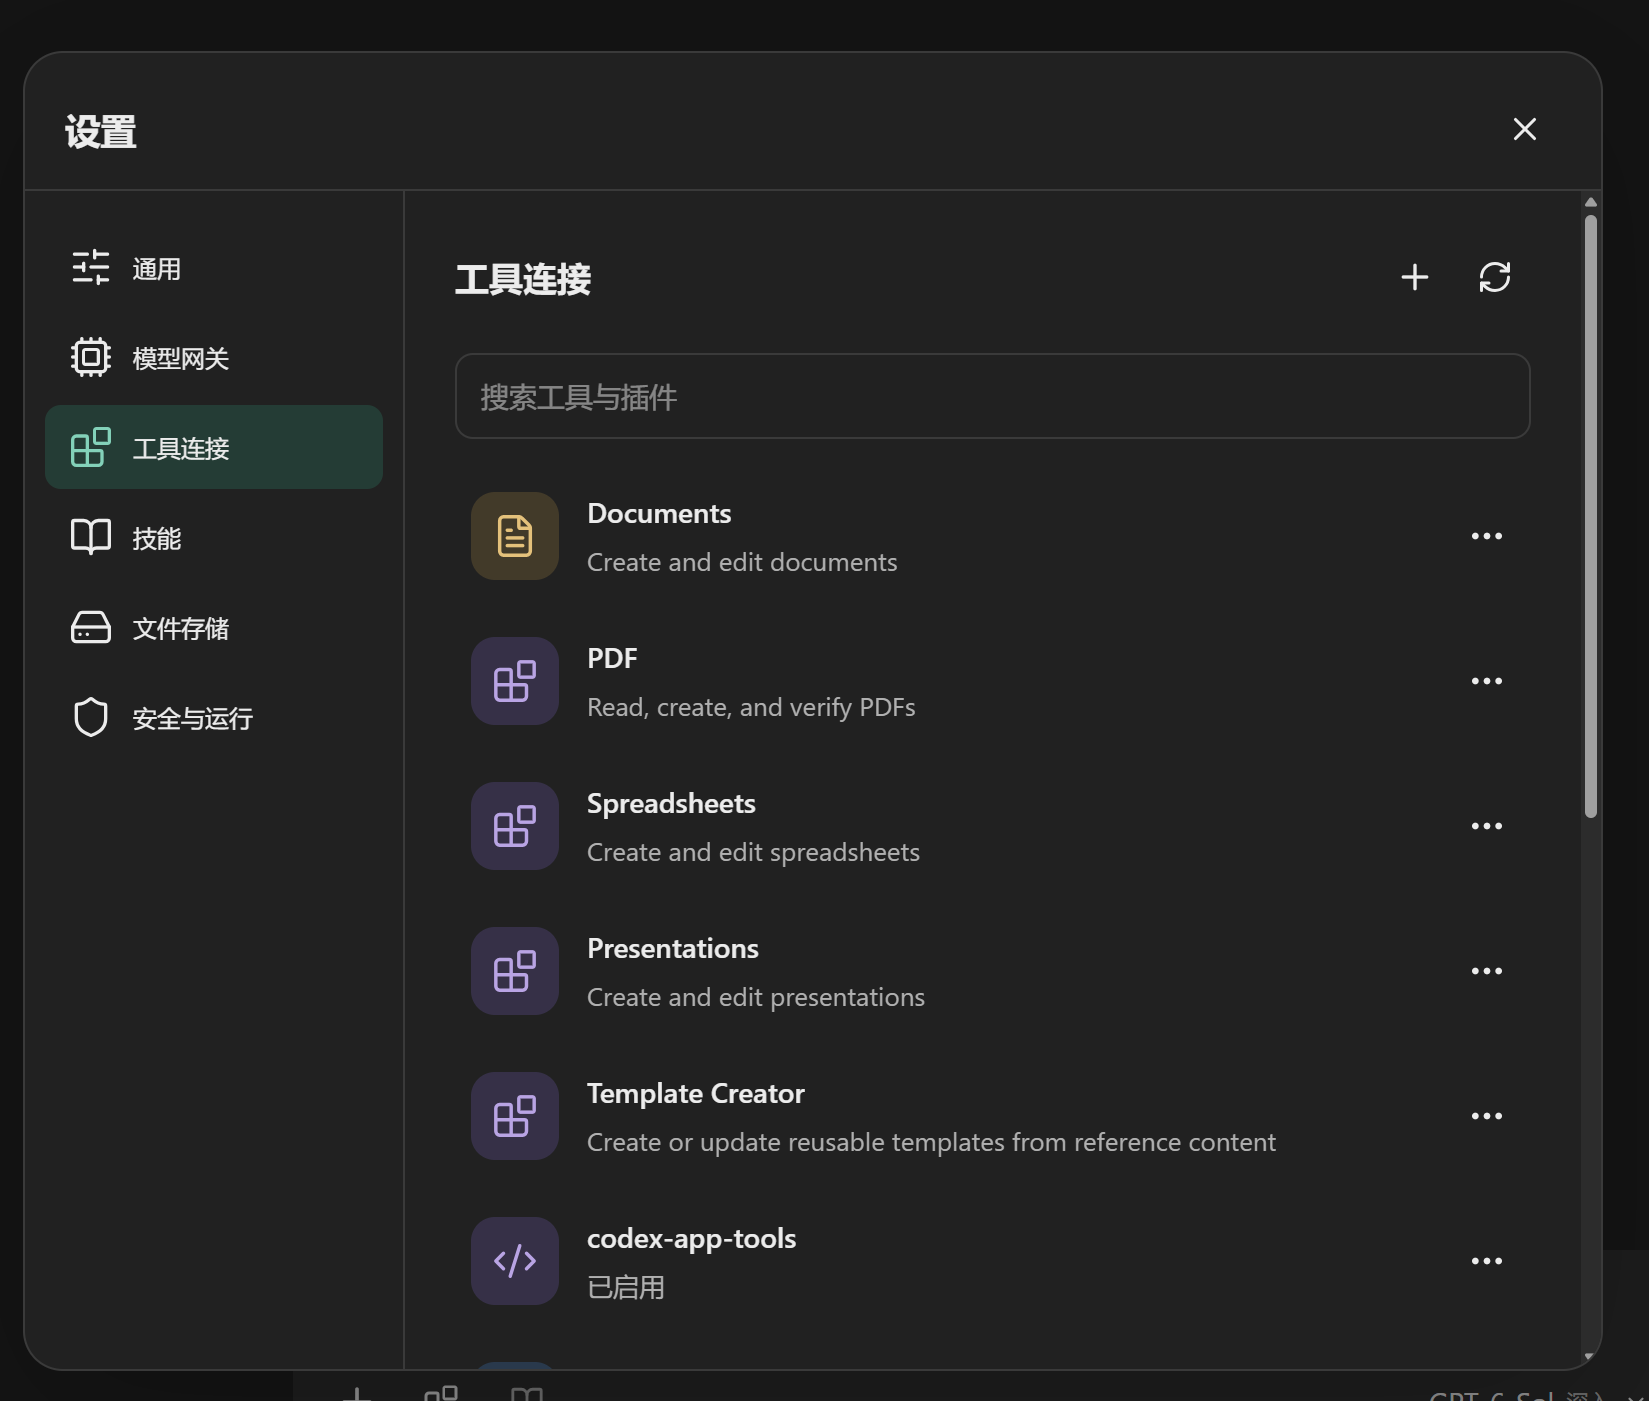 设置
通用
模型网关
工具连接
技能
文件存储
安全与运行
工具连接
搜索工具与插件
Documents
Create and edit documents
PDF
Read, create, and verify PDFs
Spreadsheets
Create and edit spreadsheets
Presentations
Create and edit presentations
Template Creator
Create or update reusable templates from reference content
codex-app-tools
已启用